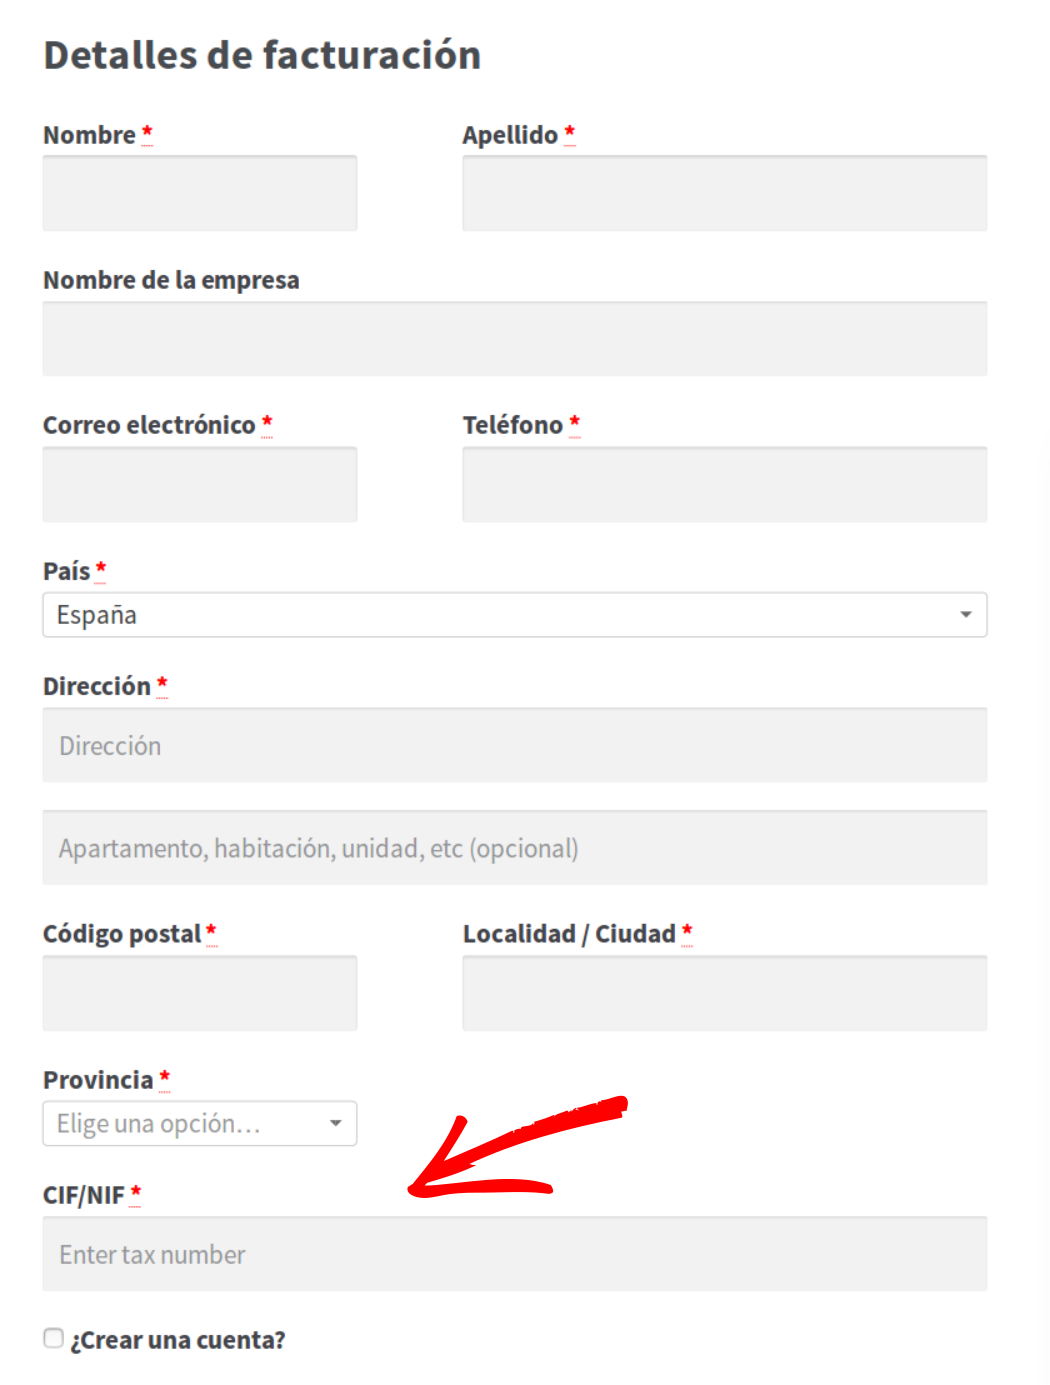 Detalles de facturación
Nombre *
Apellido *
Nombre de la empresa
Correo electrónico *
Teléfono *
País *
España
Dirección *
Dirección
Apartamento, habitación, unidad, etc (opcional)
Código postal *
Localidad / Ciudad *
Provincia *
Elige una opción...
CIF/NIF *
Enter tax number
¿Crear una cuenta?